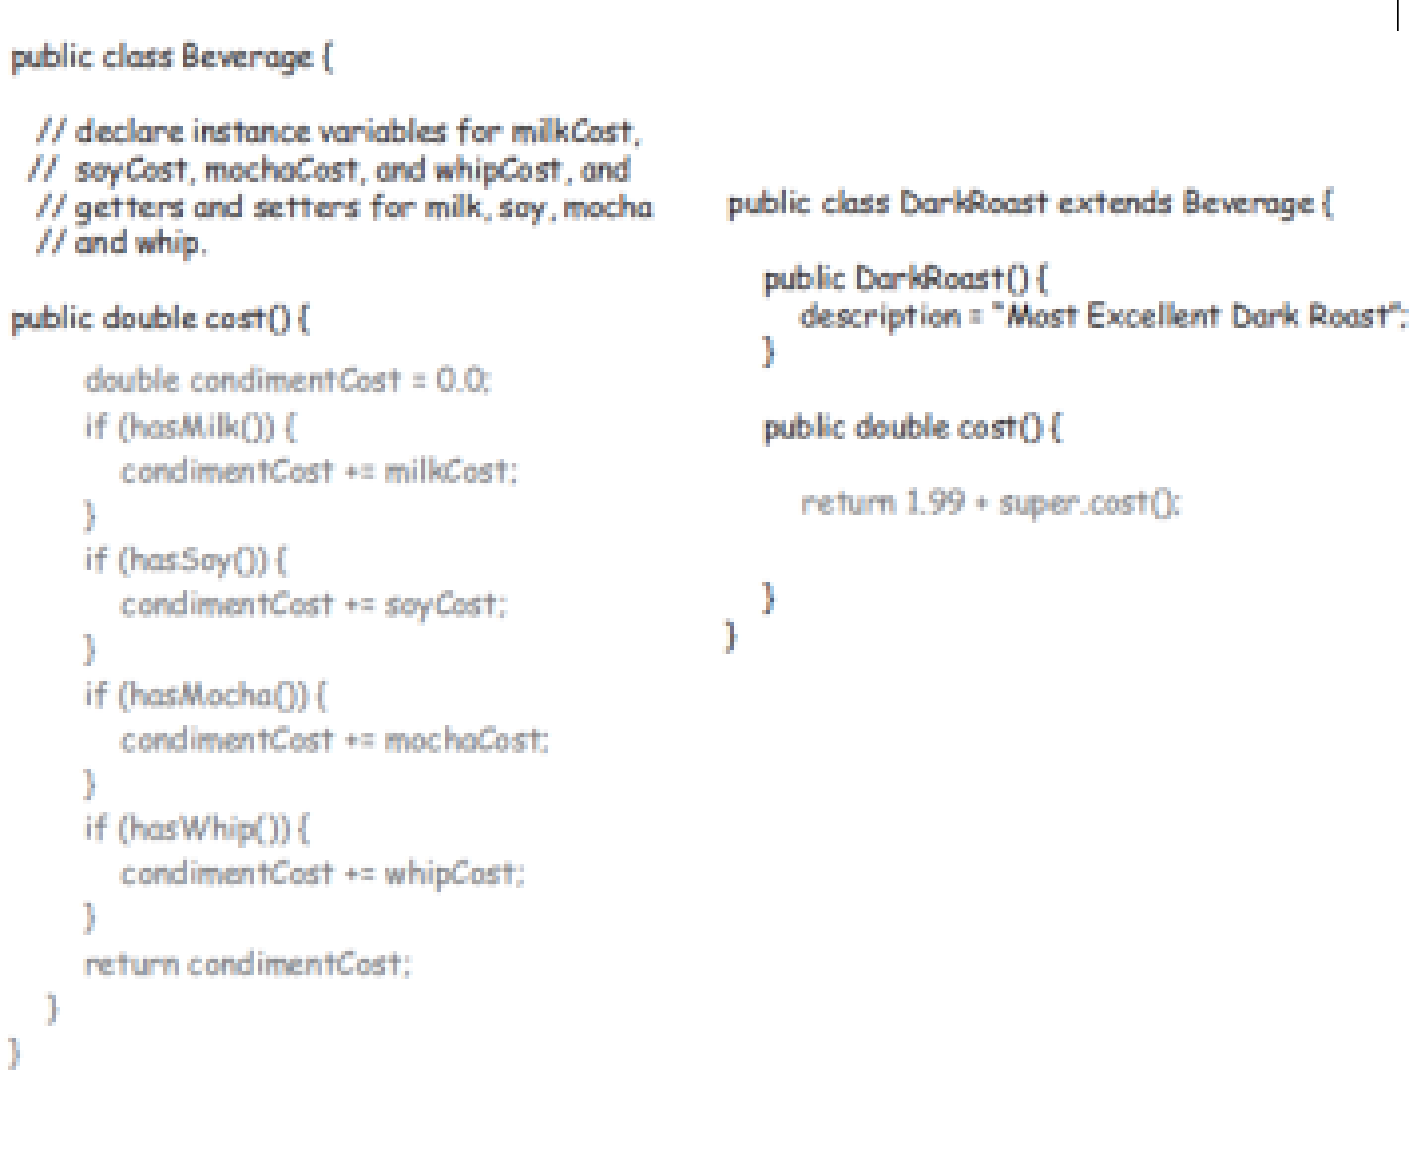 public class Beverage {
// declare instance variables for milkCost,
// soyCost, mochaCost, and whipCost, and
// getters and setters for milk, soy, mocha
// and whip.
public double cost() {
double condimentCost = 0.0;
if (hasMilk()) {
condimentCost += milkCost;
}
if (hasSoy()) {
condimentCost += soyCost;
}
if (hasMocha()) {
condimentCost += mochaCost;
}
if (hasWhip()) {
condimentCost += whipCost;
}
return condimentCost;
}
}
public class DarkRoast extends Beverage {
public DarkRoast() {
description = "Most Excellent Dark Roast";
}
public double cost() {
return 1.99 + super.cost();
}
}